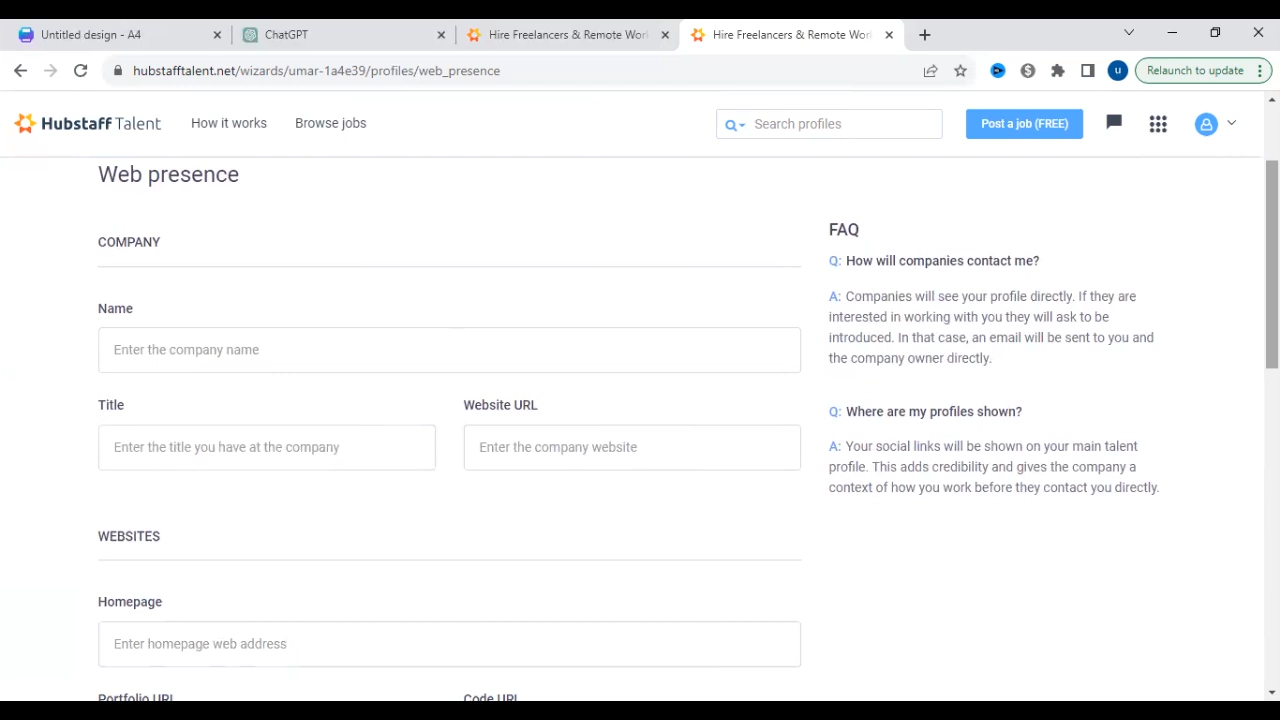 Untitled design - A4
ChatGPT
Hire Freelancers & Remote Wor
Hire Freelancers & Remote Wor
hubstafftalent.net/wizards/umar-1a4e39/profiles/web_presence
u
Relaunch to update
Hubstaff Talent
How it works
Browse jobs
Search profiles
Post a job (FREE)
Web presence
COMPANY
Name
Enter the company name
Title
Website URL
Enter the title you have at the company
Enter the company website
WEBSITES
Homepage
Enter homepage web address
Portfolio URL
Code URL
FAQ
Q: How will companies contact me?
A: Companies will see your profile directly. If they are
interested in working with you they will ask to be
introduced. In that case, an email will be sent to you and
the company owner directly.
Q: Where are my profiles shown?
A: Your social links will be shown on your main talent
profile. This adds credibility and gives the company a
context of how you work before they contact you directly.